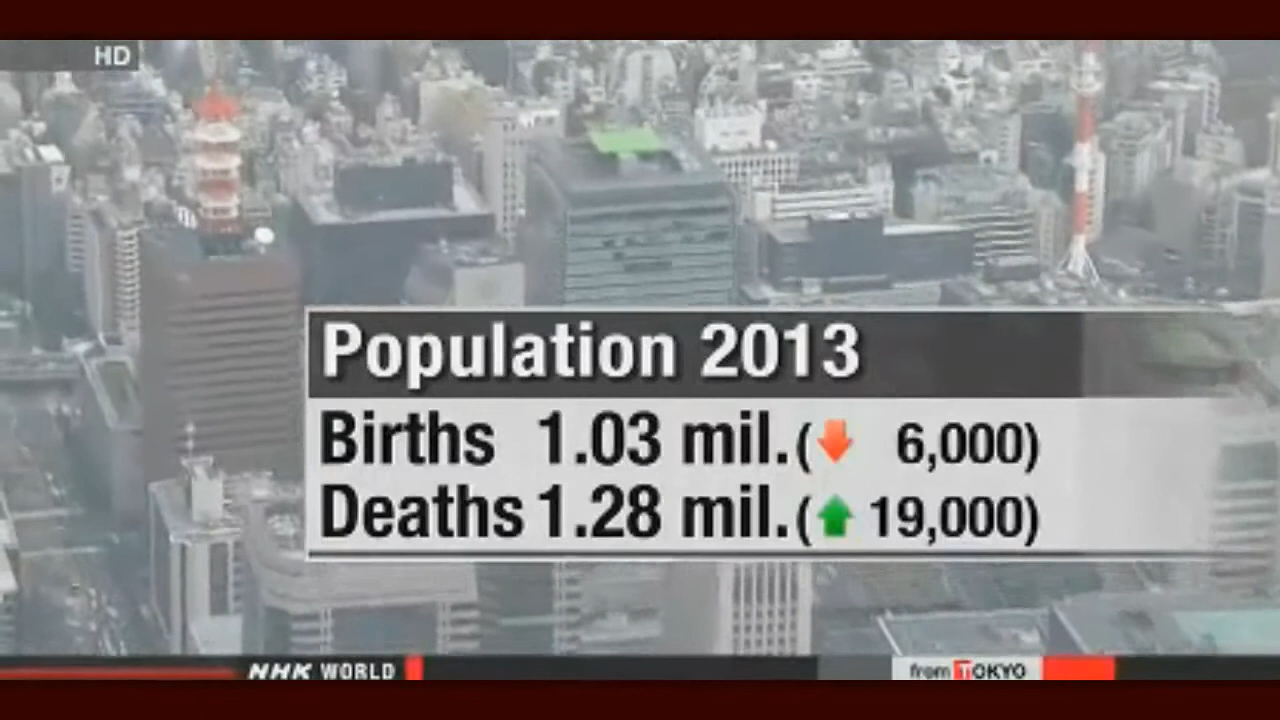 HD
Population 2013
Births 1.03 mil. (↓ 6,000)
Deaths 1.28 mil. (↑ 19,000)
NHK WORLD
from TOKYO